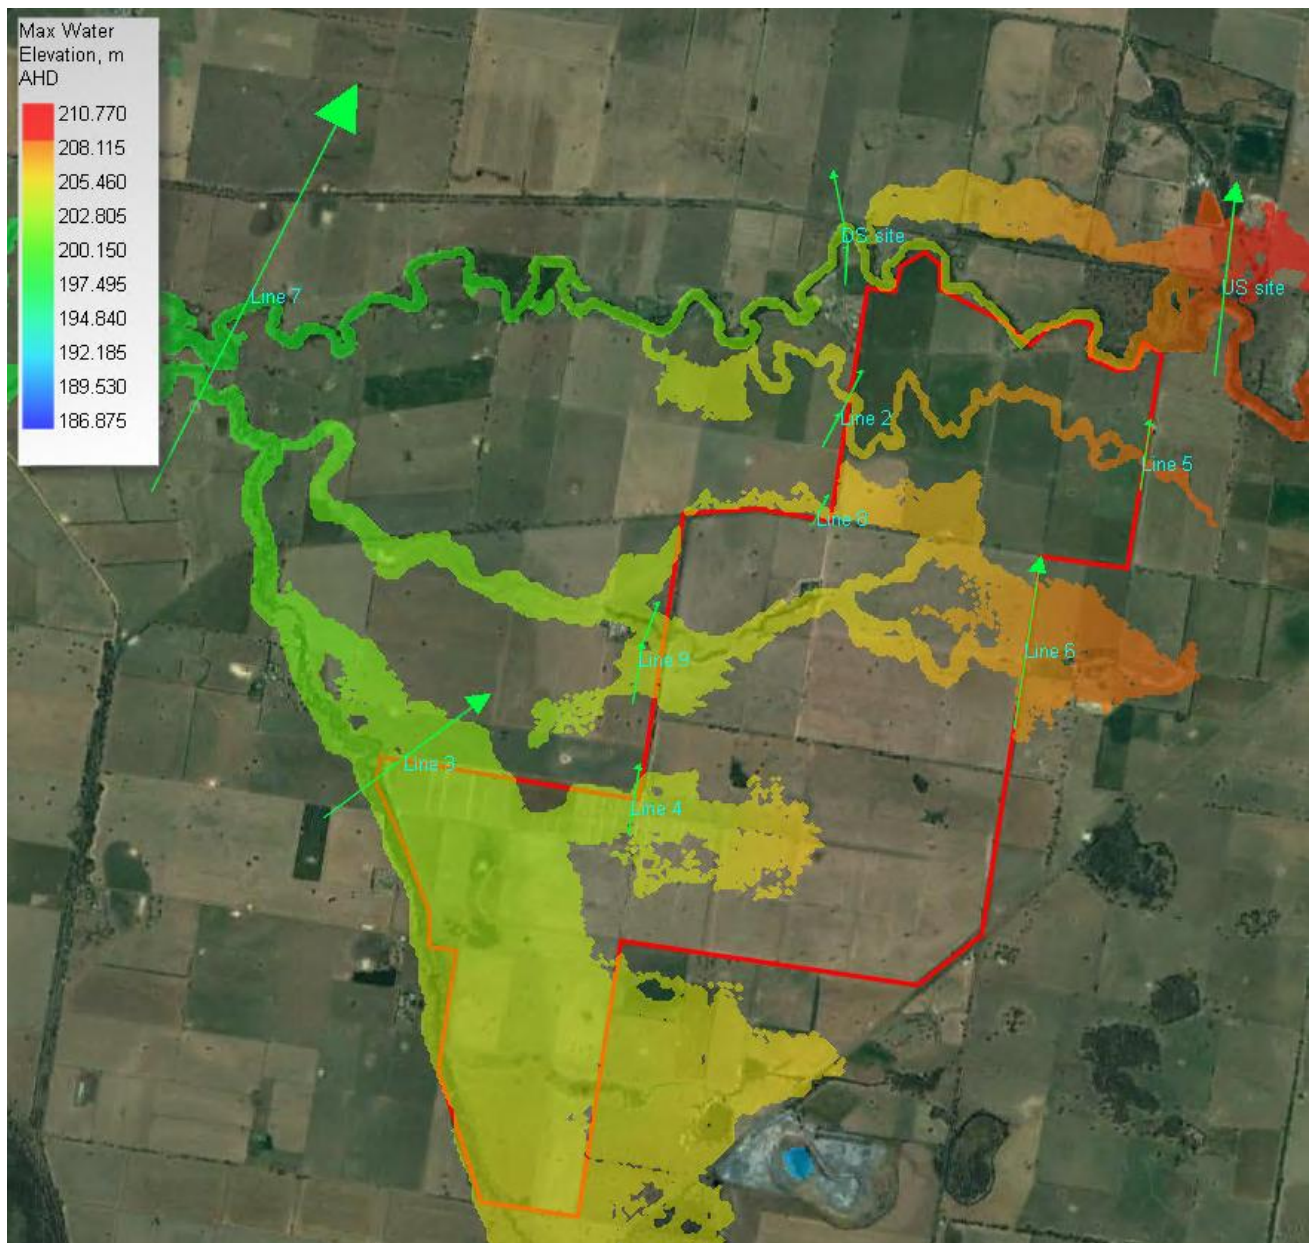 Max Water
Elevation, m
AHD
210.770
208.115
205.460
202.805
200.150
197.495
194.840
192.185
189.530
186.875
DS site
US site
Line 7
Line 2
Line 5
Line 8
Line 6
Line 9
Line 3
Line 4